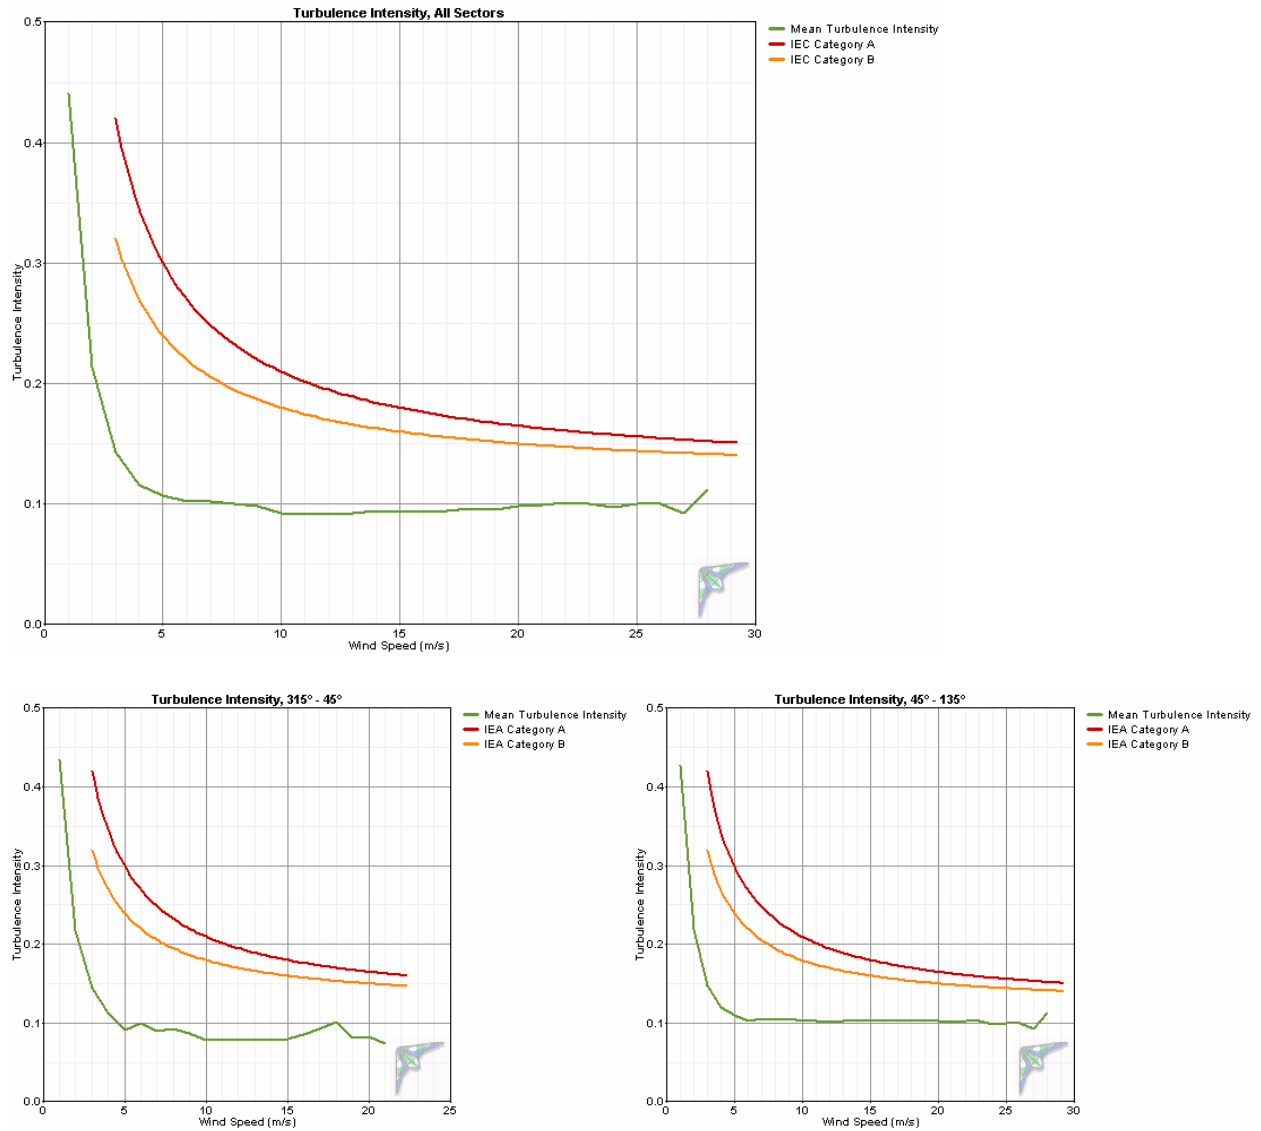 Turbulence Intensity, All Sectors
Mean Turbulence Intensity
IEC Category A
IEC Category B
0.5
0.4
0.3
0.2
0.1
0.0
Turbulence Intensity
0 5 10 15 20 25 30
Wind Speed (m/s)
Turbulence Intensity, 315° - 45°
Mean Turbulence Intensity
IEA Category A
IEA Category B
0.5
0.4
0.3
0.2
0.1
0.0
Turbulence Intensity
0 5 10 15 20 25
Wind Speed (m/s)
Turbulence Intensity, 45° - 135°
Mean Turbulence Intensity
IEA Category A
IEA Category B
0.5
0.4
0.3
0.2
0.1
0.0
Turbulence Intensity
0 5 10 15 20 25 30
Wind Speed (m/s)